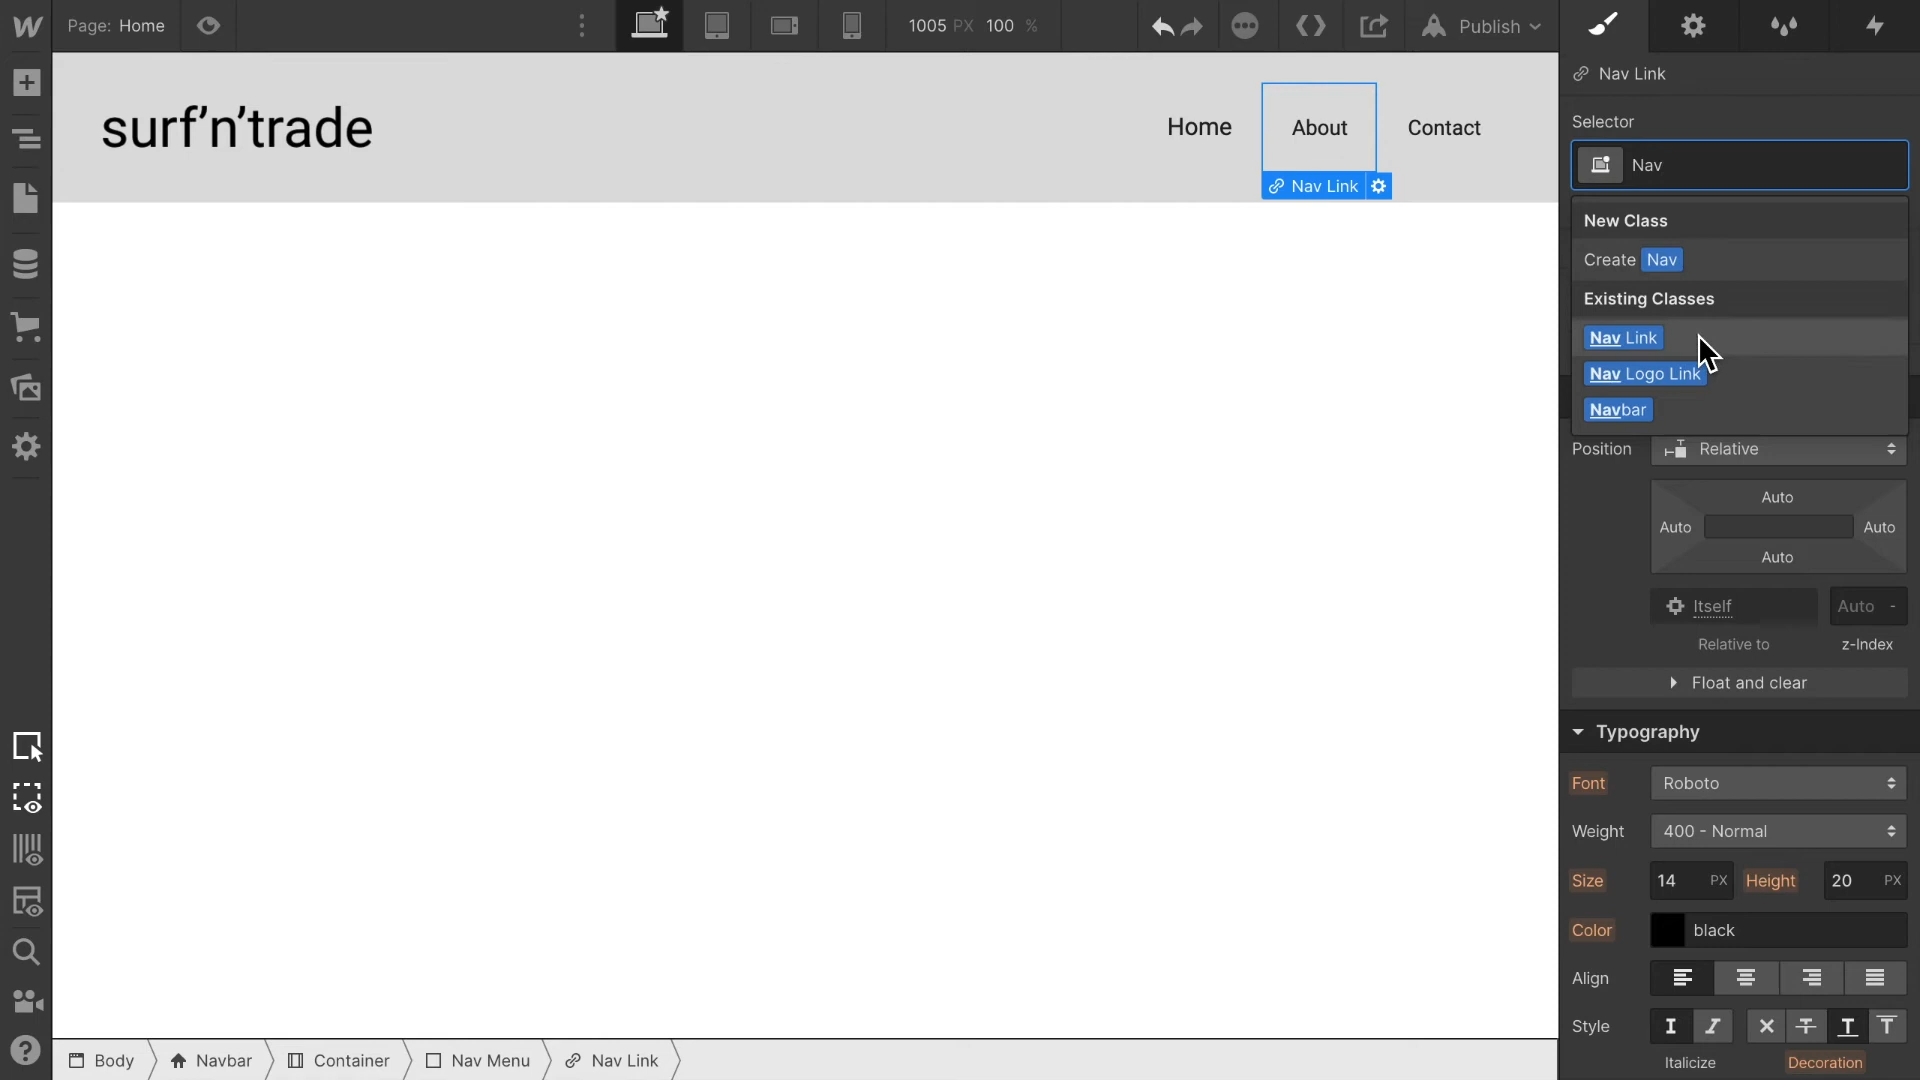 Page: Home
1005 PX 100 %
Publish
surf’n’trade
Home
About
Contact
Nav Link
Nav Link
Selector
Nav
New Class
Create Nav
Existing Classes
Nav Link
Nav Logo Link
Navbar
Position
Relative
Auto
Auto
Auto
Auto
Itself
Auto -
Relative to
z-Index
Float and clear
Typography
Font
Roboto
Weight
400 - Normal
Size
14 PX
Height
20 PX
Color
black
Align
Style
Italicize
Decoration
Body
Navbar
Container
Nav Menu
Nav Link